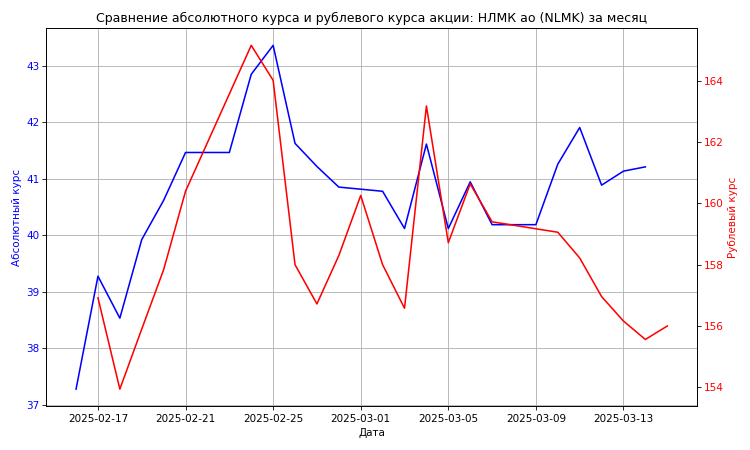 Сравнение абсолютного курса и рублевого курса акции: НЛМК ао (NLMK) за месяц
Абсолютный курс
43
42
41
40
39
38
37
164
162
160
158
156
154
Рублевый курс
2025-02-17 2025-02-21 2025-02-25 2025-03-01 2025-03-05 2025-03-09 2025-03-13
Дата